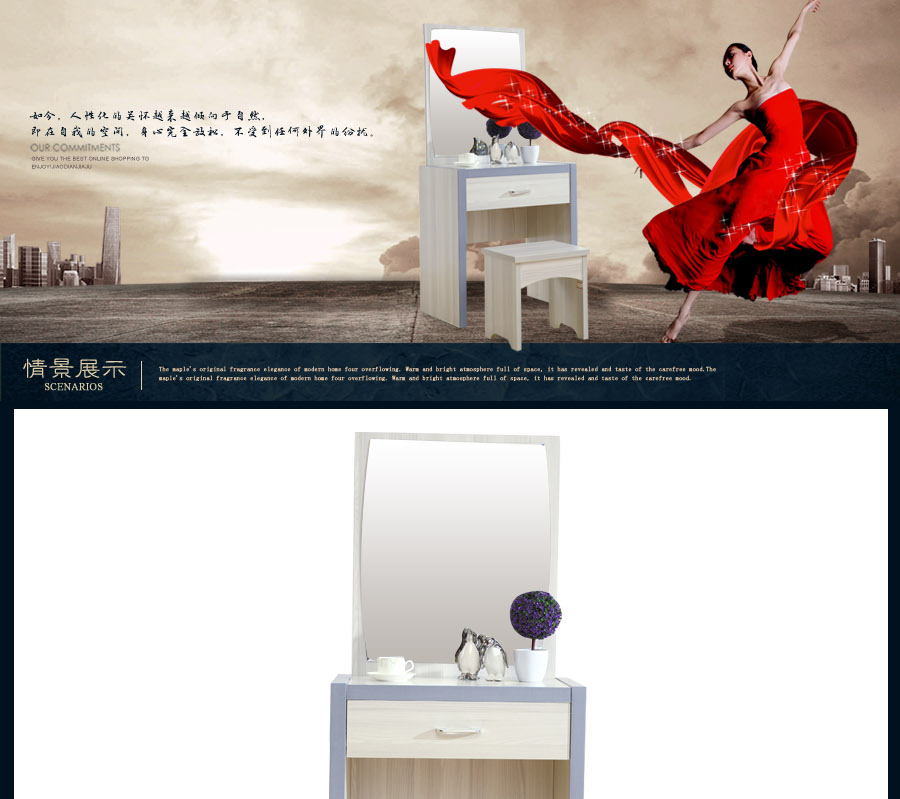 如今，人性化的关怀越来越倾向于自然，
即在自我的空间，身心完全放松，不受到任何外界的纷扰。
OUR COMMITMENTS
GIVE YOU THE BEST ONLINE SHOPPING TO
ENJOY!JIAODIANJIAJU
情景展示
SCENARIOS
The maple's original fragrance elegance of modern home four overflowing. Warm and bright atmosphere full of space, it has revealed and taste of the carefree mood.The
maple's original fragrance elegance of modern home four overflowing. Warm and bright atmosphere full of space, it has revealed and taste of the carefree mood.